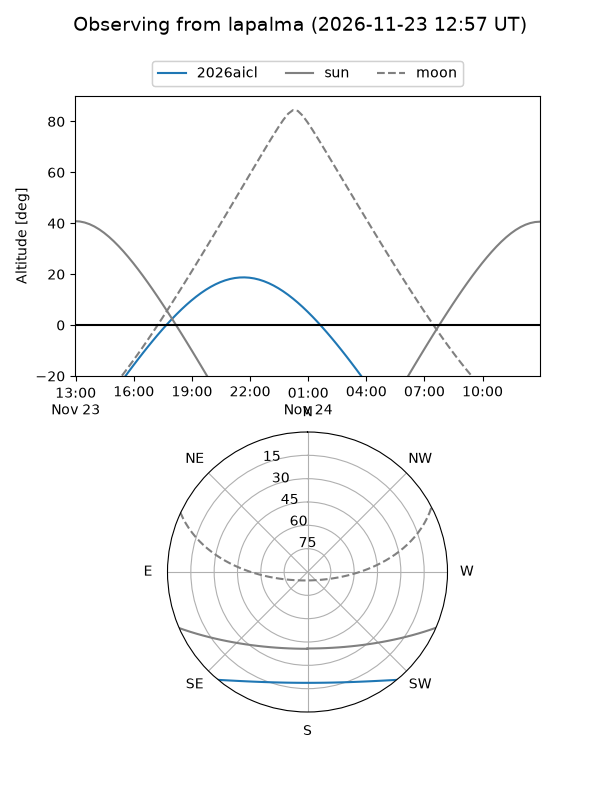 Observing from lapalma (2026-11-23 12:57 UT)
2026aicl sun moon
Altitude [deg]
80
60
40
20
0
−20
13:00 16:00 19:00 22:00 01:00 04:00 07:00 10:00
Nov 23 Nov 24
N
NE NW
15
30
45
60
75
E W
SE SW
S